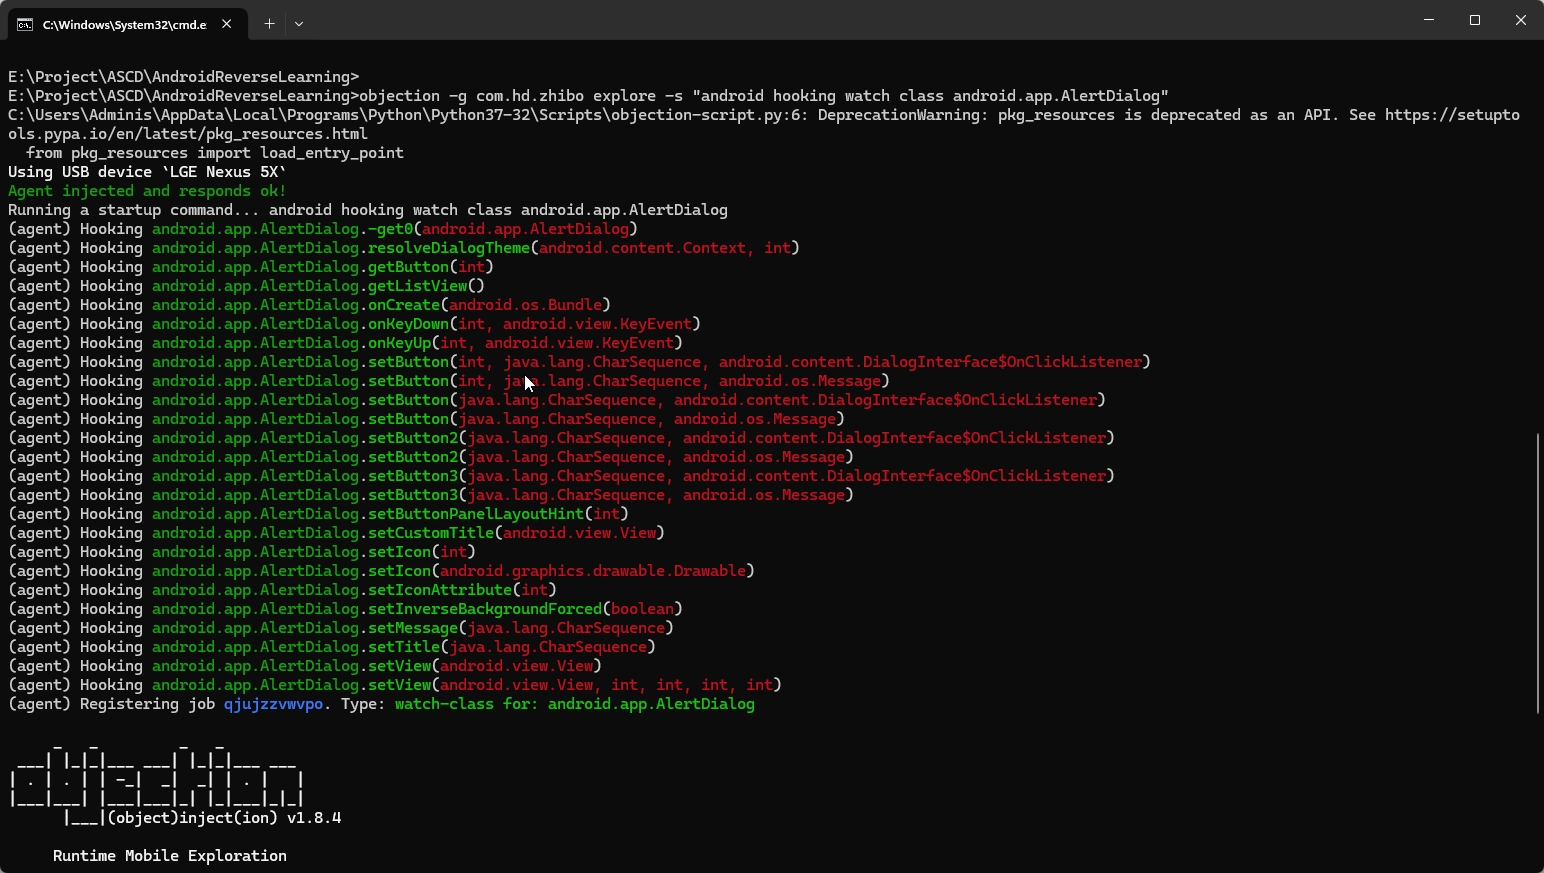 C:\Windows\System32\cmd.e
E:\Project\ASCD\AndroidReverseLearning>
E:\Project\ASCD\AndroidReverseLearning>objection -g com.hd.zhibo explore -s "android hooking watch class android.app.AlertDialog"
C:\Users\Adminis\AppData\Local\Programs\Python\Python37-32\Scripts\objection-script.py:6: DeprecationWarning: pkg_resources is deprecated as an API. See https://setupto
ols.pypa.io/en/latest/pkg_resources.html
  from pkg_resources import load_entry_point
Using USB device `LGE Nexus 5X`
Agent injected and responds ok!
Running a startup command... android hooking watch class android.app.AlertDialog
(agent) Hooking android.app.AlertDialog.-get0(android.app.AlertDialog)
(agent) Hooking android.app.AlertDialog.resolveDialogTheme(android.content.Context, int)
(agent) Hooking android.app.AlertDialog.getButton(int)
(agent) Hooking android.app.AlertDialog.getListView()
(agent) Hooking android.app.AlertDialog.onCreate(android.os.Bundle)
(agent) Hooking android.app.AlertDialog.onKeyDown(int, android.view.KeyEvent)
(agent) Hooking android.app.AlertDialog.onKeyUp(int, android.view.KeyEvent)
(agent) Hooking android.app.AlertDialog.setButton(int, java.lang.CharSequence, android.content.DialogInterface$OnClickListener)
(agent) Hooking android.app.AlertDialog.setButton(int, java.lang.CharSequence, android.os.Message)
(agent) Hooking android.app.AlertDialog.setButton(java.lang.CharSequence, android.content.DialogInterface$OnClickListener)
(agent) Hooking android.app.AlertDialog.setButton(java.lang.CharSequence, android.os.Message)
(agent) Hooking android.app.AlertDialog.setButton2(java.lang.CharSequence, android.content.DialogInterface$OnClickListener)
(agent) Hooking android.app.AlertDialog.setButton2(java.lang.CharSequence, android.os.Message)
(agent) Hooking android.app.AlertDialog.setButton3(java.lang.CharSequence, android.content.DialogInterface$OnClickListener)
(agent) Hooking android.app.AlertDialog.setButton3(java.lang.CharSequence, android.os.Message)
(agent) Hooking android.app.AlertDialog.setButtonPanelLayoutHint(int)
(agent) Hooking android.app.AlertDialog.setCustomTitle(android.view.View)
(agent) Hooking android.app.AlertDialog.setIcon(int)
(agent) Hooking android.app.AlertDialog.setIcon(android.graphics.drawable.Drawable)
(agent) Hooking android.app.AlertDialog.setIconAttribute(int)
(agent) Hooking android.app.AlertDialog.setInverseBackgroundForced(boolean)
(agent) Hooking android.app.AlertDialog.setMessage(java.lang.CharSequence)
(agent) Hooking android.app.AlertDialog.setTitle(java.lang.CharSequence)
(agent) Hooking android.app.AlertDialog.setView(android.view.View)
(agent) Hooking android.app.AlertDialog.setView(android.view.View, int, int, int, int)
(agent) Registering job qjujzzvwvpo. Type: watch-class for: android.app.AlertDialog
     _   _         _   _
 ___| |_|_|___ ___| |_|_|___ ___
| . | . | | -_|  _|  _| | . |   |
|___|___| |___|___|_| |_|___|_|_|
      |___|(object)inject(ion) v1.8.4
     Runtime Mobile Exploration